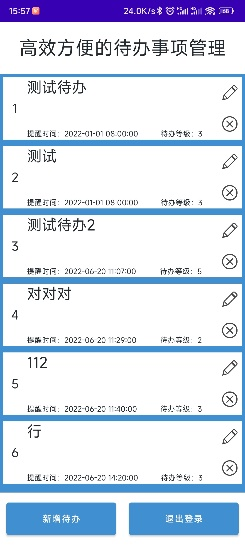 15:57 24.0K/s
高效方便的待办事项管理
测试待办
1
提醒时间：2022-01-01 08:00:00 待办等级：3
测试
2
提醒时间：2022-01-01 08:00:00 待办等级：3
测试待办2
3
提醒时间：2022-06-20 11:07:00 待办等级：5
对对对
4
提醒时间：2022-06-20 11:29:00 待办等级：2
112
5
提醒时间：2022-06-20 11:40:00 待办等级：3
行
6
提醒时间：2022-06-20 14:20:00 待办等级：3
新增待办 退出登录